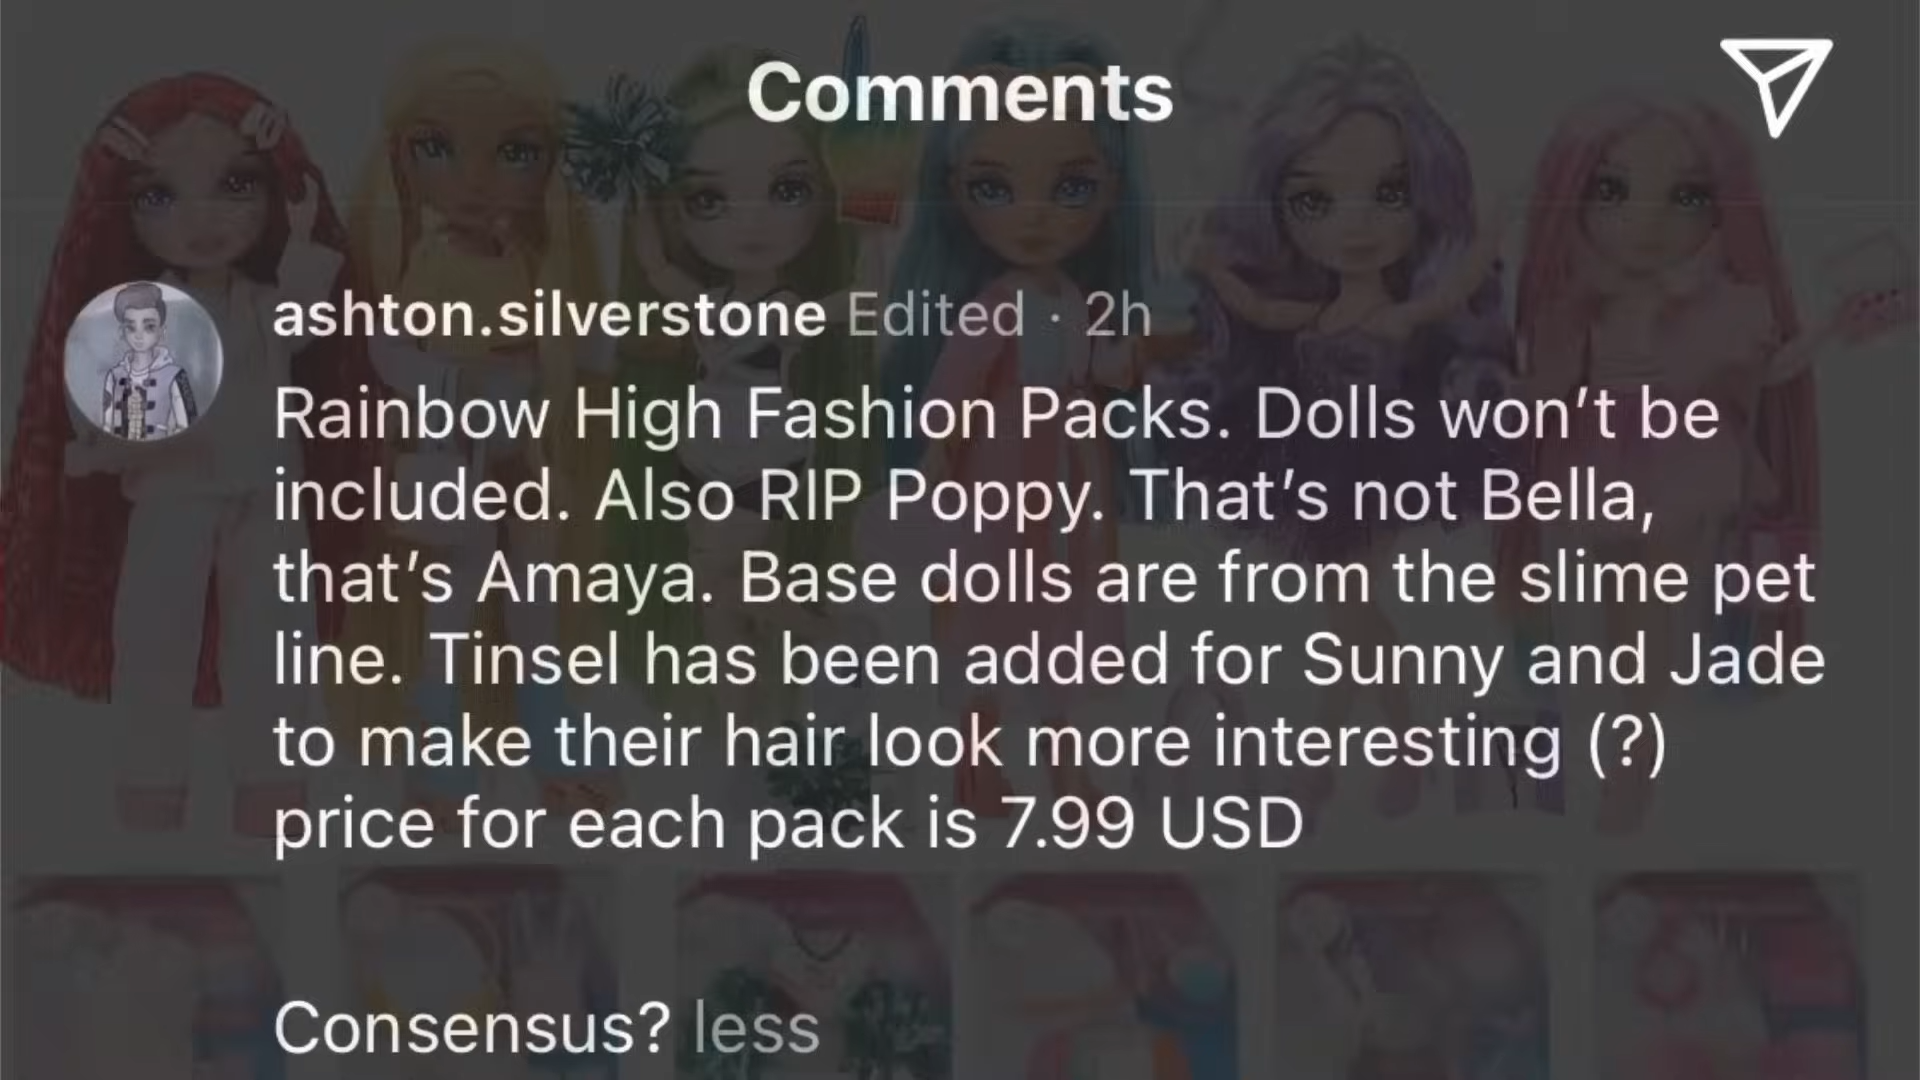 Comments
ashton.silverstone Edited · 2h
Rainbow High Fashion Packs. Dolls won’t be
included. Also RIP Poppy. That’s not Bella,
that’s Amaya. Base dolls are from the slime pet
line. Tinsel has been added for Sunny and Jade
to make their hair look more interesting (?)
price for each pack is 7.99 USD
Consensus? less